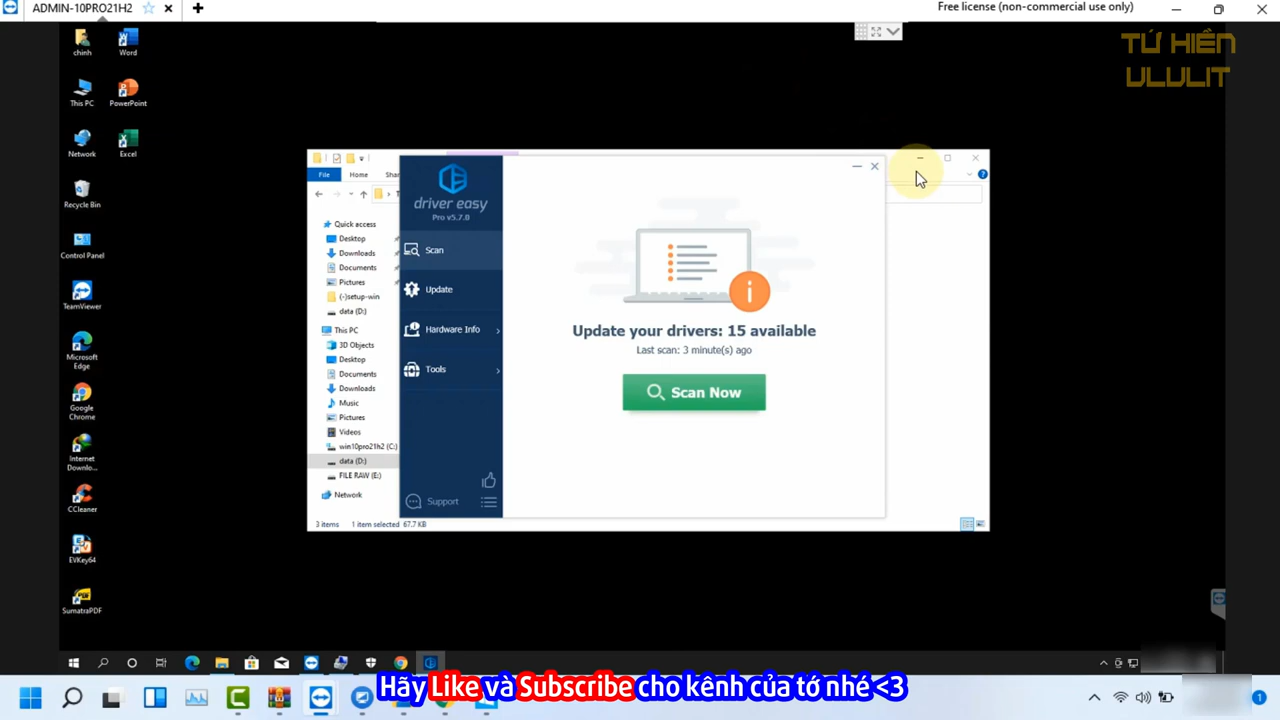 ADMIN-10PRO21H2
Free license (non-commercial use only)
TỨ HIỀN
ULULIT
chinh
Word
This PC
PowerPoint
Network
Excel
Recycle Bin
Control Panel
TeamViewer
Microsoft
Edge
Google
Chrome
Internet
Downlo...
CCleaner
EVKey64
SumatraPDF
File
Home
Shar
Quick access
Desktop
Downloads
Documents
Pictures
(-)setup-win
data (D:)
This PC
3D Objects
Desktop
Documents
Downloads
Music
Pictures
Videos
win10pro21h2 (C:)
data (D:)
FILE RAW (E:)
Network
3 items
1 item selected 67.7 KB
driver easy
Pro v5.7.0
Scan
Update
Hardware Info
Tools
Support
Update your drivers: 15 available
Last scan: 3 minute(s) ago
Scan Now
Hãy Like và Subscribe cho kênh của tớ nhé <3